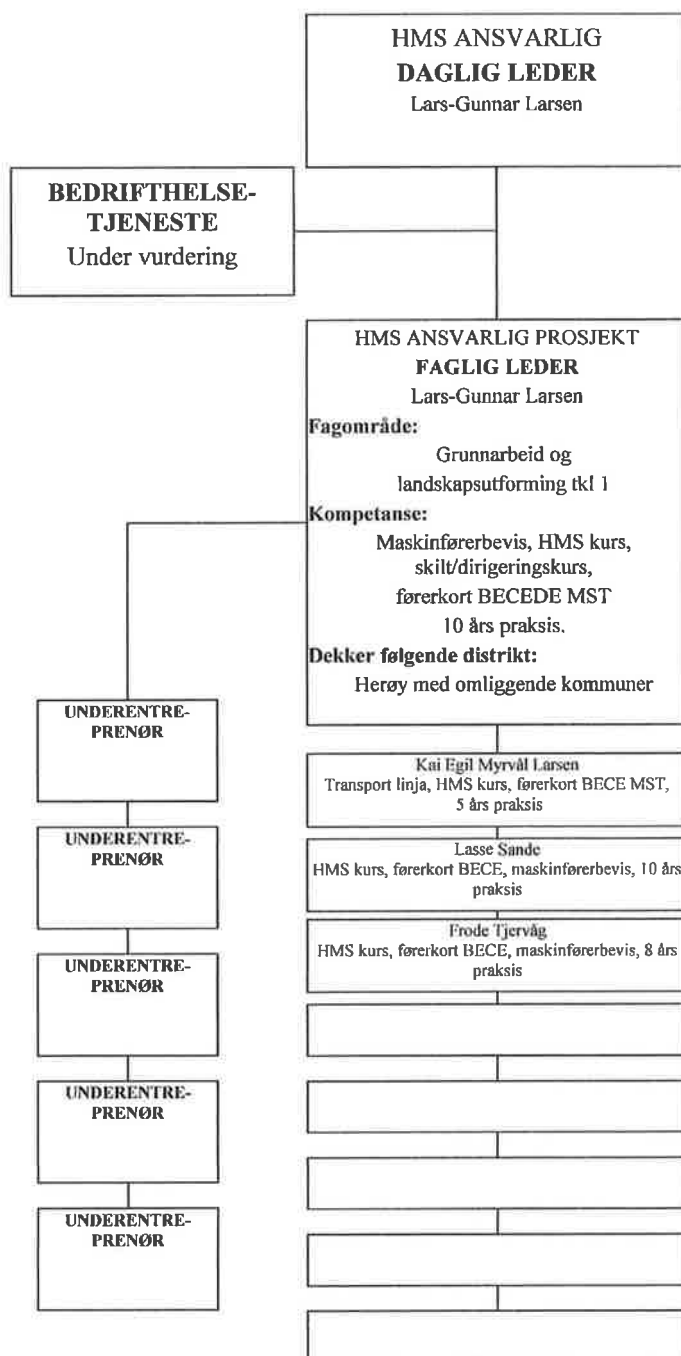 HMS ANSVARLIG
DAGLIG LEDER
Lars-Gunnar Larsen
BEDRIFTHELSE-
TJENESTE
Under vurdering
HMS ANSVARLIG PROSJEKT
FAGLIG LEDER
Lars-Gunnar Larsen
Fagområde:
Grunnarbeid og
landskapsutforming tkl 1
Kompetanse:
Maskinførerbevis, HMS kurs,
skilt/dirigeringskurs,
førerkort BECEDE MST
10 års praksis.
Dekker følgende distrikt:
Herøy med omliggende kommuner
UNDERENTRE-
PRENØR
UNDERENTRE-
PRENØR
UNDERENTRE-
PRENØR
UNDERENTRE-
PRENØR
UNDERENTRE-
PRENØR
Kai Egil Myrvål Larsen
Transport linja, HMS kurs, førerkort BECE MST,
5 års praksis
Lasse Sande
HMS kurs, førerkort BECE, maskinførerbevis, 10 års
praksis
Frode Tjervåg
HMS kurs, førerkort BECE, maskinførerbevis, 8 års
praksis